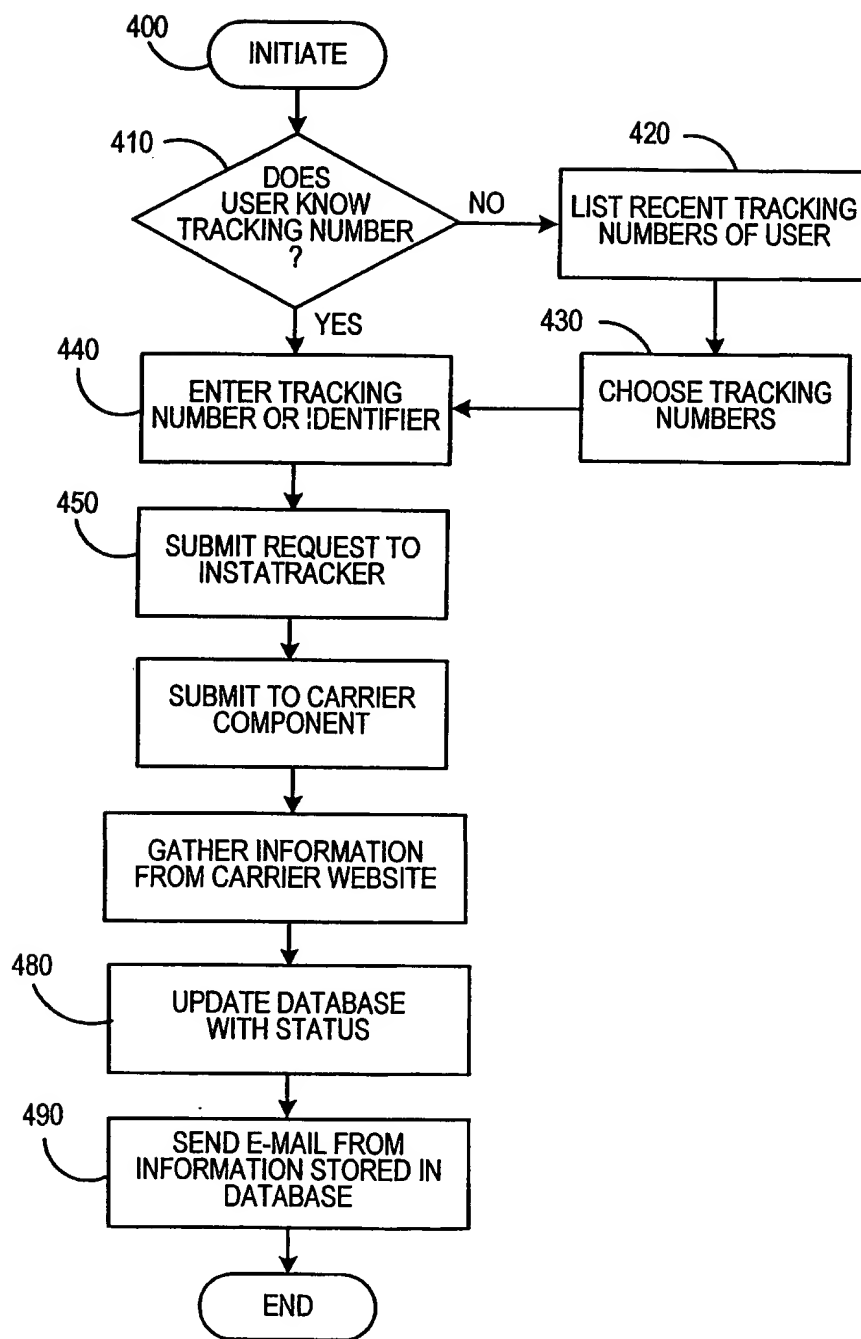 400
INITIATE
410
DOES
USER KNOW
TRACKING NUMBER
?
NO
420
LIST RECENT TRACKING
NUMBERS OF USER
YES
430
CHOOSE TRACKING
NUMBERS
440
ENTER TRACKING
NUMBER OR IDENTIFIER
450
SUBMIT REQUEST TO
INSTATRACKER
SUBMIT TO CARRIER
COMPONENT
GATHER INFORMATION
FROM CARRIER WEBSITE
480
UPDATE DATABASE
WITH STATUS
490
SEND E-MAIL FROM
INFORMATION STORED IN
DATABASE
END